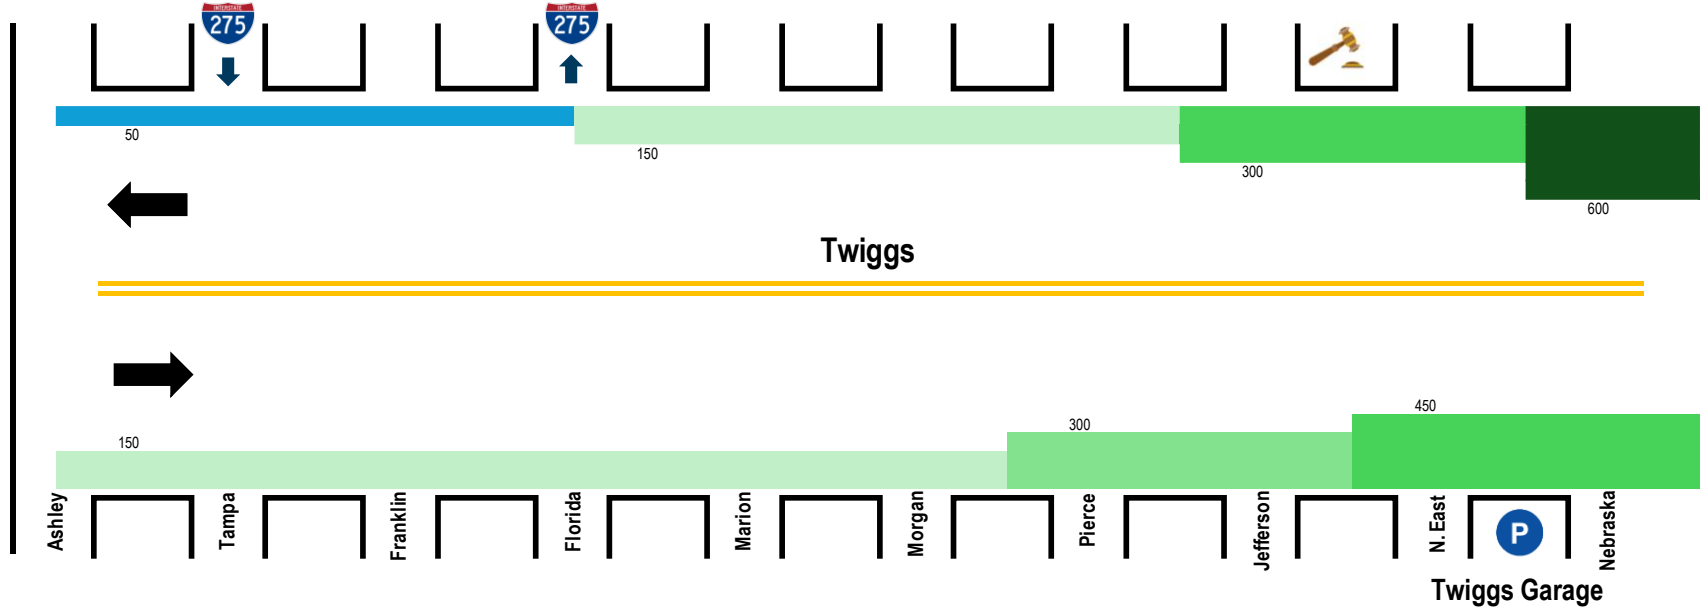 INTERSTATE
275
INTERSTATE
275
50
150
300
600
Twiggs
150
300
450
Ashley
Tampa
Franklin
Florida
Marion
Morgan
Pierce
Jefferson
N. East
P
Nebraska
Twiggs Garage